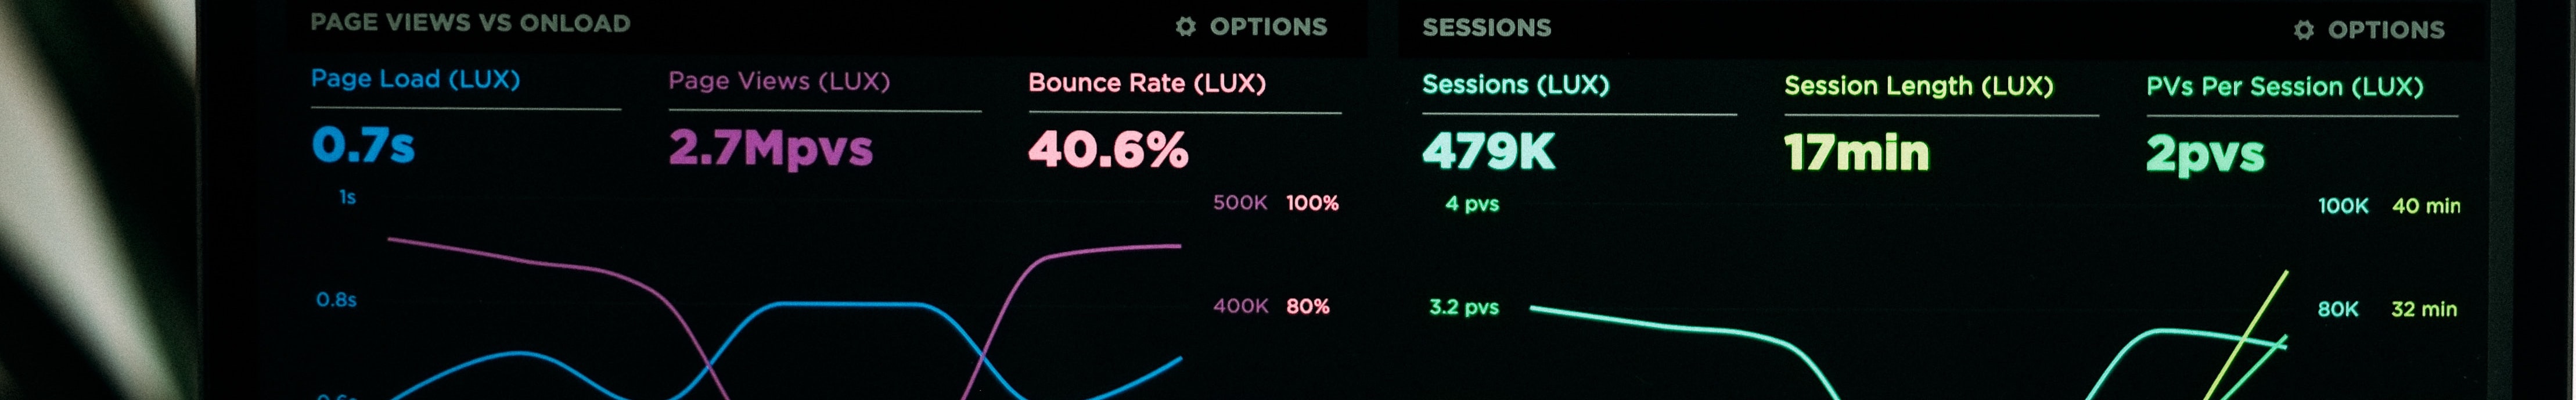 PAGE VIEWS VS ONLOAD
OPTIONS
Page Load (LUX)
Page Views (LUX)
Bounce Rate (LUX)
0.7s
2.7Mpvs
40.6%
1s
500K 100%
0.8s
400K 80%
SESSIONS
OPTIONS
Sessions (LUX)
Session Length (LUX)
PVs Per Session (LUX)
479K
17min
2pvs
4 pvs
100K 40 min
3.2 pvs
80K 32 min